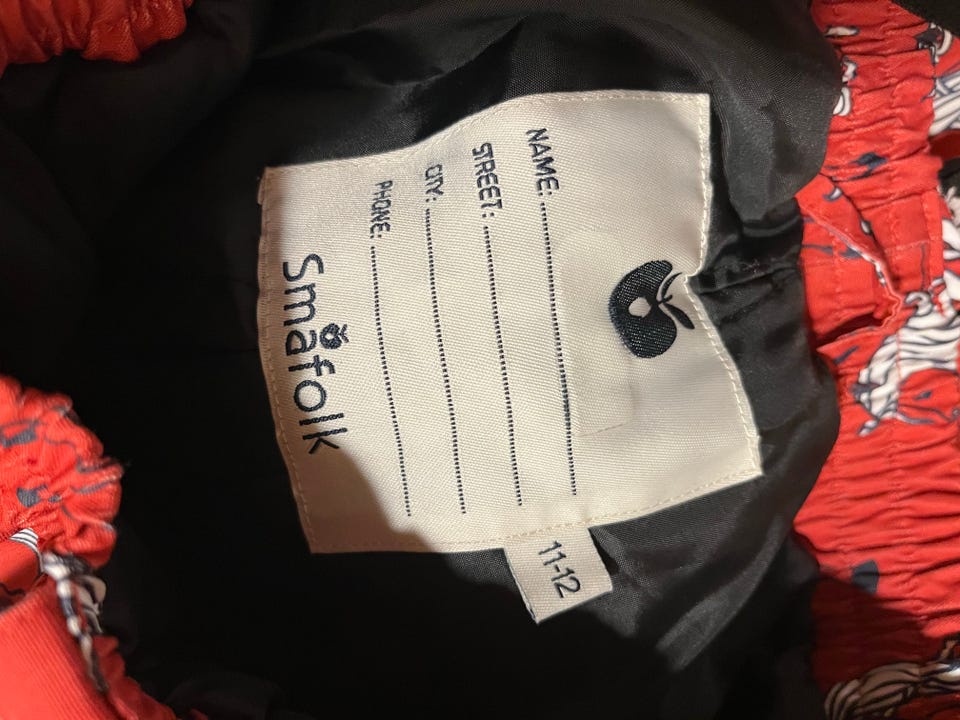 NAME:
STREET:
CITY:
PHONE:
Småfolk
11-12